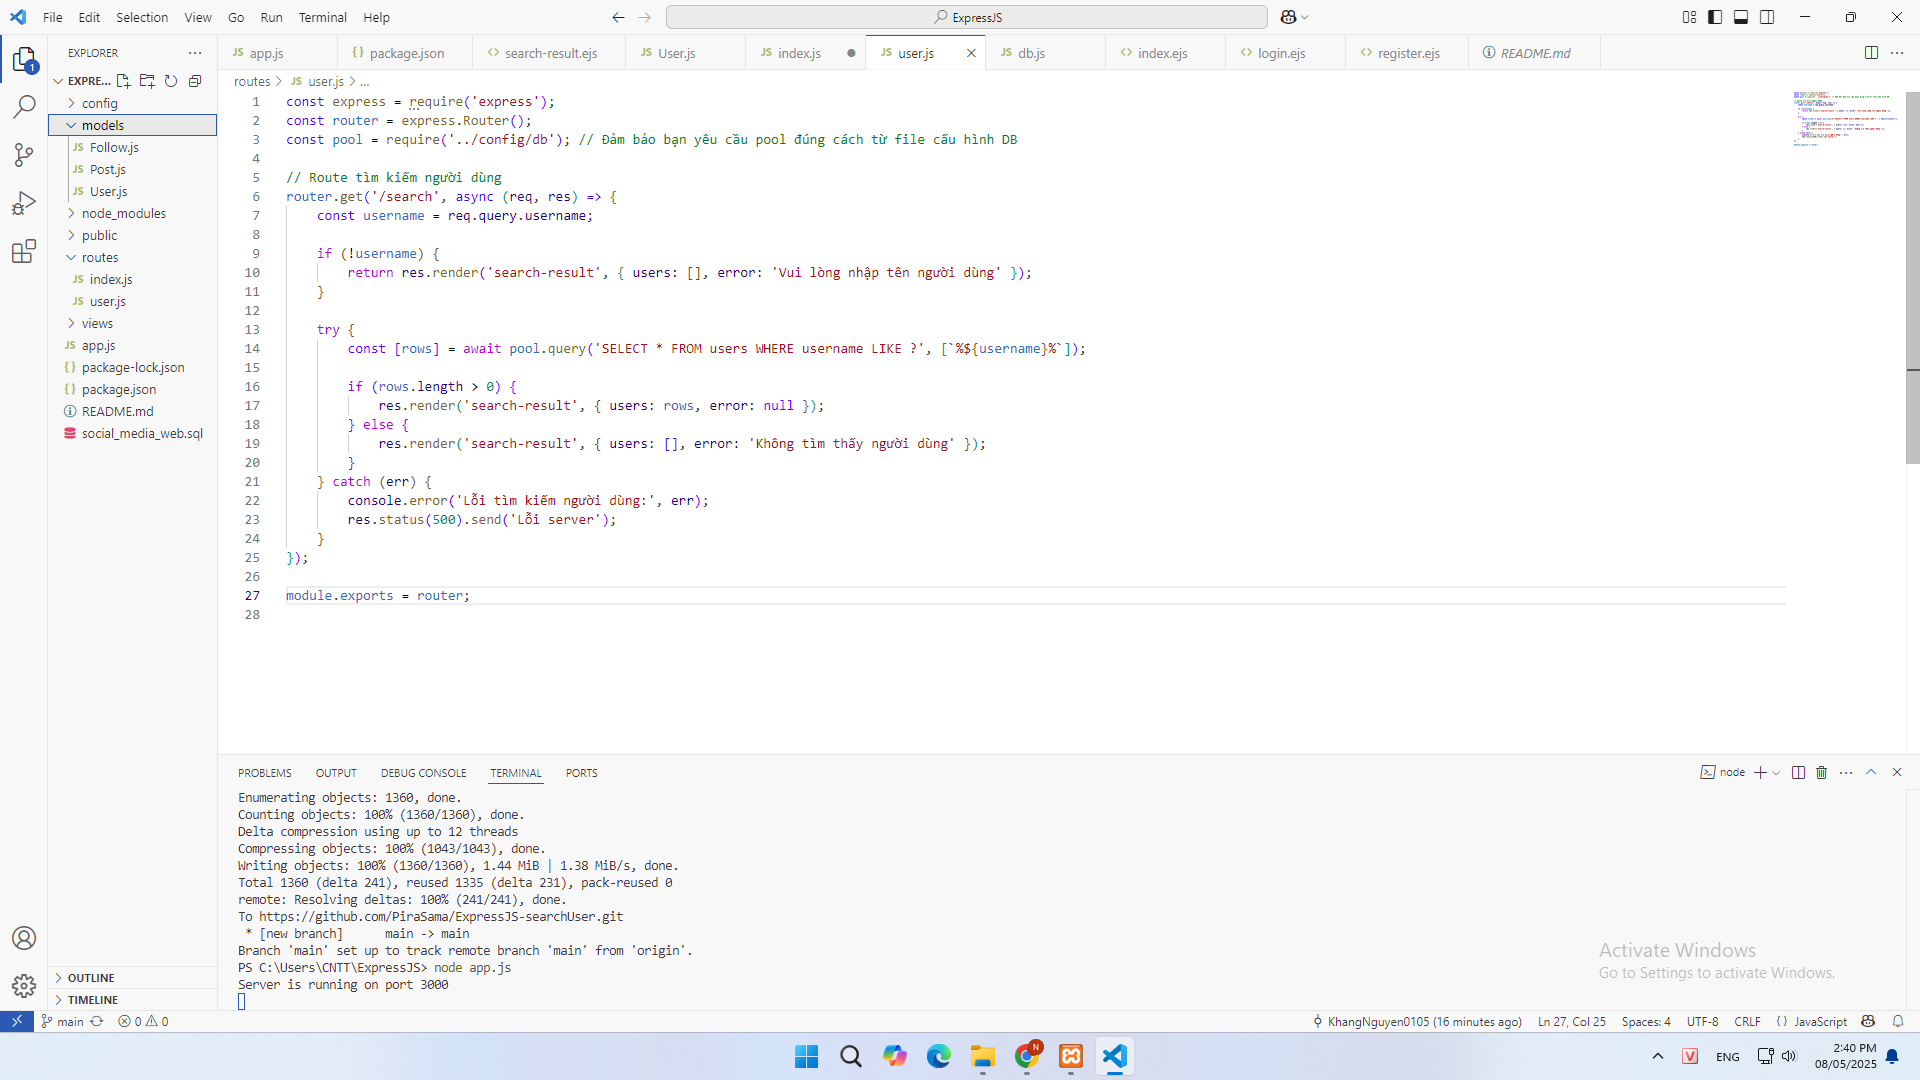 File Edit Selection View Go Run Terminal Help
ExpressJS
EXPLORER
app.js
package.json
search-result.ejs
User.js
index.js
user.js
db.js
index.ejs
login.ejs
register.ejs
README.md
EXPRE...
config
models
Follow.js
Post.js
User.js
node_modules
public
routes
index.js
user.js
views
app.js
package-lock.json
package.json
README.md
social_media_web.sql
OUTLINE
TIMELINE
routes > JS user.js > ...
1 const express = require('express');
2 const router = express.Router();
3 const pool = require('../config/db'); // Đảm bảo bạn yêu cầu pool đúng cách từ file cấu hình DB
4
5 // Route tìm kiếm người dùng
6 router.get('/search', async (req, res) => {
7 const username = req.query.username;
8
9 if (!username) {
10 return res.render('search-result', { users: [], error: 'Vui lòng nhập tên người dùng' });
11 }
12
13 try {
14 const [rows] = await pool.query('SELECT * FROM users WHERE username LIKE ?', [`%${username}%`]);
15
16 if (rows.length > 0) {
17 res.render('search-result', { users: rows, error: null });
18 } else {
19 res.render('search-result', { users: [], error: 'Không tìm thấy người dùng' });
20 }
21 } catch (err) {
22 console.error('Lỗi tìm kiếm người dùng:', err);
23 res.status(500).send('Lỗi server');
24 }
25 });
26
27 module.exports = router;
28
PROBLEMS OUTPUT DEBUG CONSOLE TERMINAL PORTS
node
Enumerating objects: 1360, done.
Counting objects: 100% (1360/1360), done.
Delta compression using up to 12 threads
Compressing objects: 100% (1043/1043), done.
Writing objects: 100% (1360/1360), 1.44 MiB | 1.38 MiB/s, done.
Total 1360 (delta 241), reused 1335 (delta 231), pack-reused 0
remote: Resolving deltas: 100% (241/241), done.
To https://github.com/PiraSama/ExpressJS-searchUser.git
* [new branch] main -> main
Branch 'main' set up to track remote branch 'main' from 'origin'.
PS C:\Users\CNTT\ExpressJS> node app.js
Server is running on port 3000
Activate Windows
Go to Settings to activate Windows.
main 0 0
KhangNguyen0105 (16 minutes ago) Ln 27, Col 25 Spaces: 4 UTF-8 CRLF {} JavaScript
ENG
2:40 PM
08/05/2025